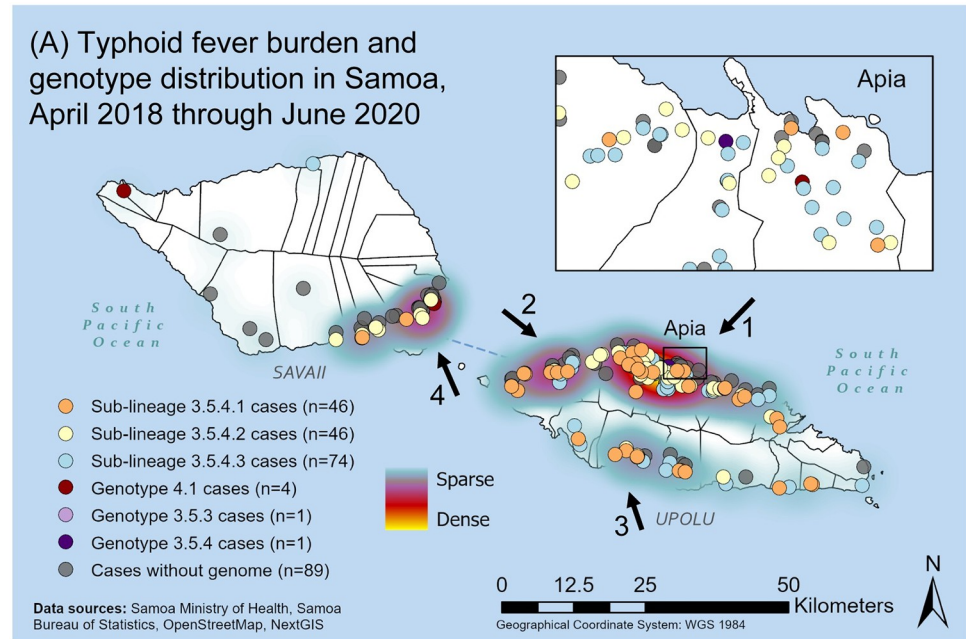 (A) Typhoid fever burden and
genotype distribution in Samoa,
April 2018 through June 2020
Apia
South
Pacific
Ocean
SAVAII
4
2
Apia
1
South
Pacific
Ocean
3
UPOLU
Sub-lineage 3.5.4.1 cases (n=46)
Sub-lineage 3.5.4.2 cases (n=46)
Sub-lineage 3.5.4.3 cases (n=74)
Genotype 4.1 cases (n=4)
Genotype 3.5.3 cases (n=1)
Genotype 3.5.4 cases (n=1)
Cases without genome (n=89)
Sparse
Dense
Data sources: Samoa Ministry of Health, Samoa
Bureau of Statistics, OpenStreetMap, NextGIS
0 12.5 25 50
Kilometers
Geographical Coordinate System: WGS 1984
N